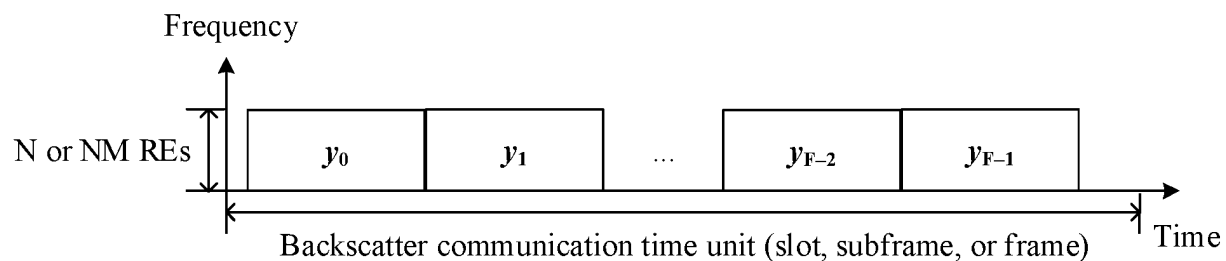 Frequency
N or NM REs
y0 y1 ... yF–2 yF–1
Time
Backscatter communication time unit (slot, subframe, or frame)